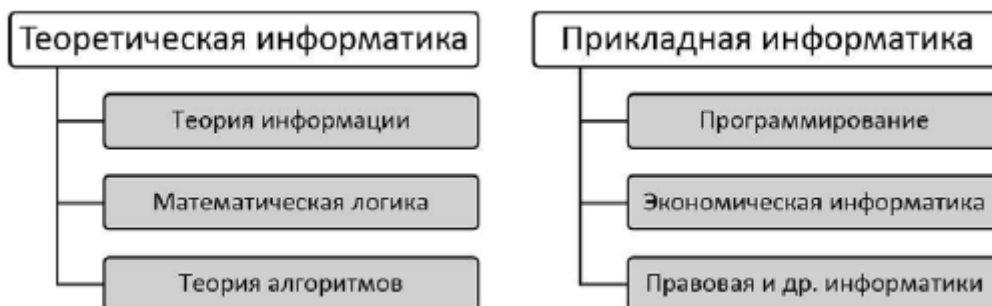 Теоретическая информатика
Теория информации
Математическая логика
Теория алгоритмов
Прикладная информатика
Программирование
Экономическая информатика
Правовая и др. информатики